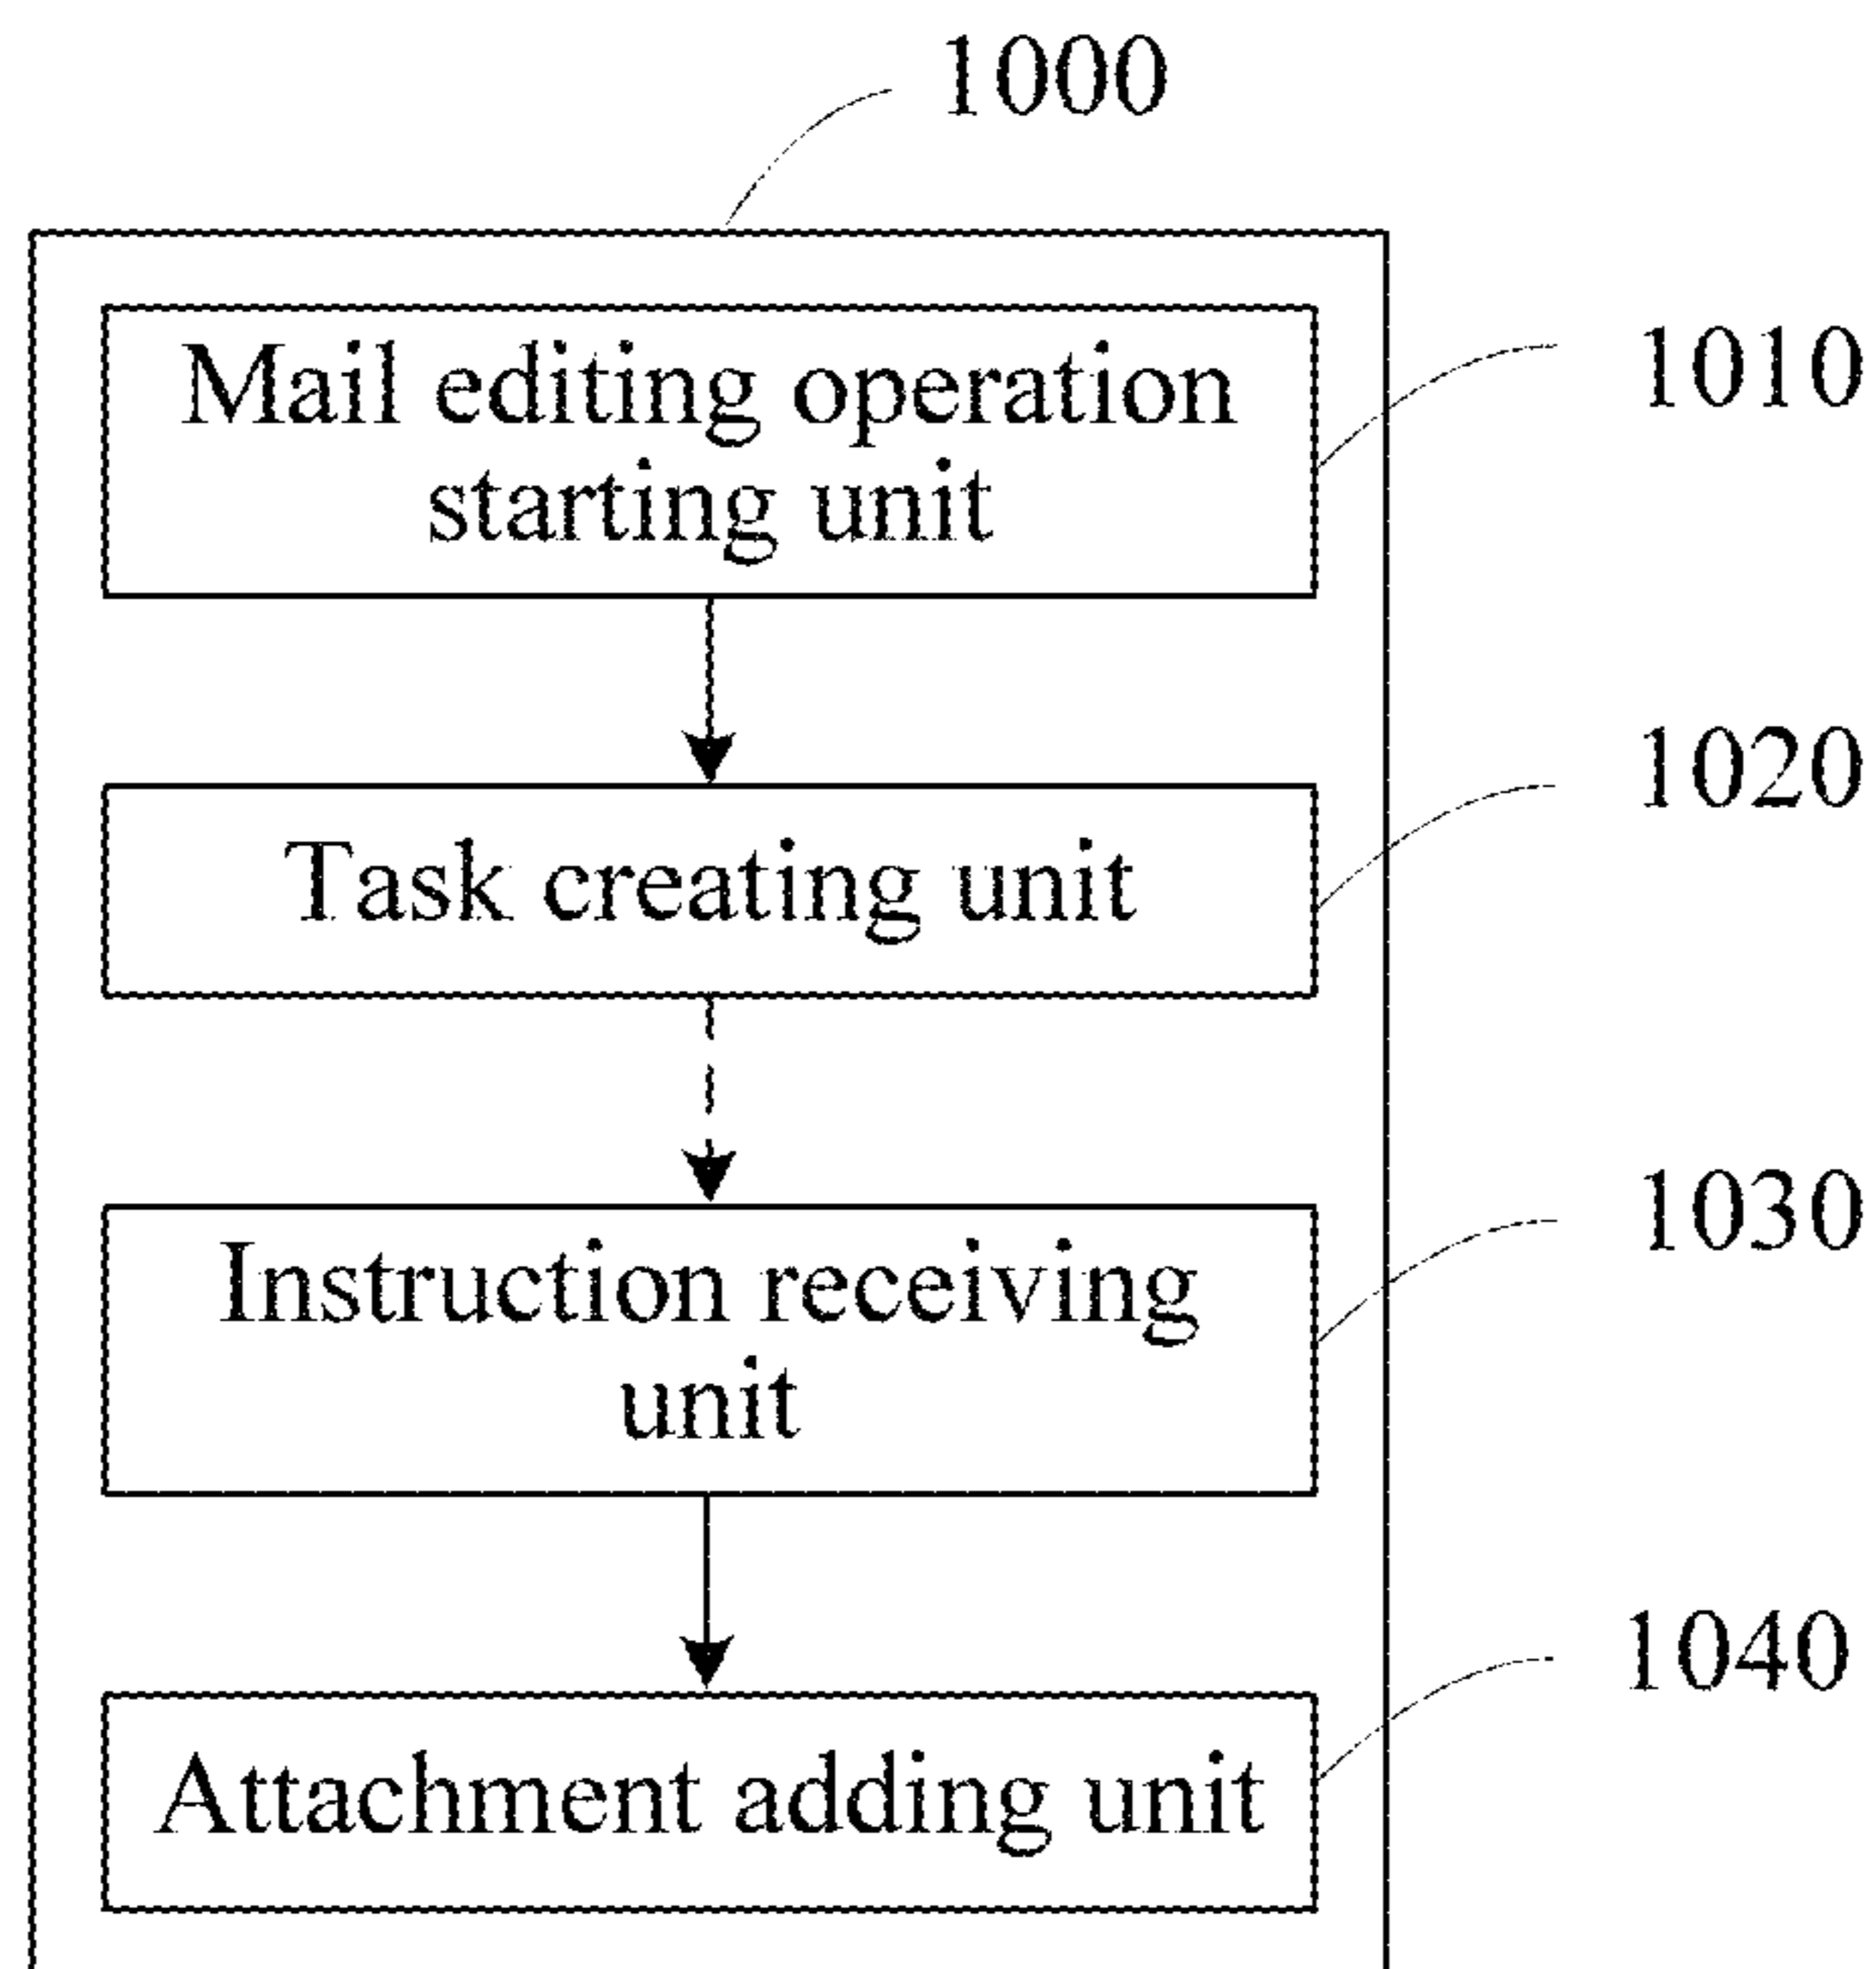 1000
Mail editing operation
starting unit
1010
Task creating unit
1020
Instruction receiving
unit
1030
Attachment adding unit
1040